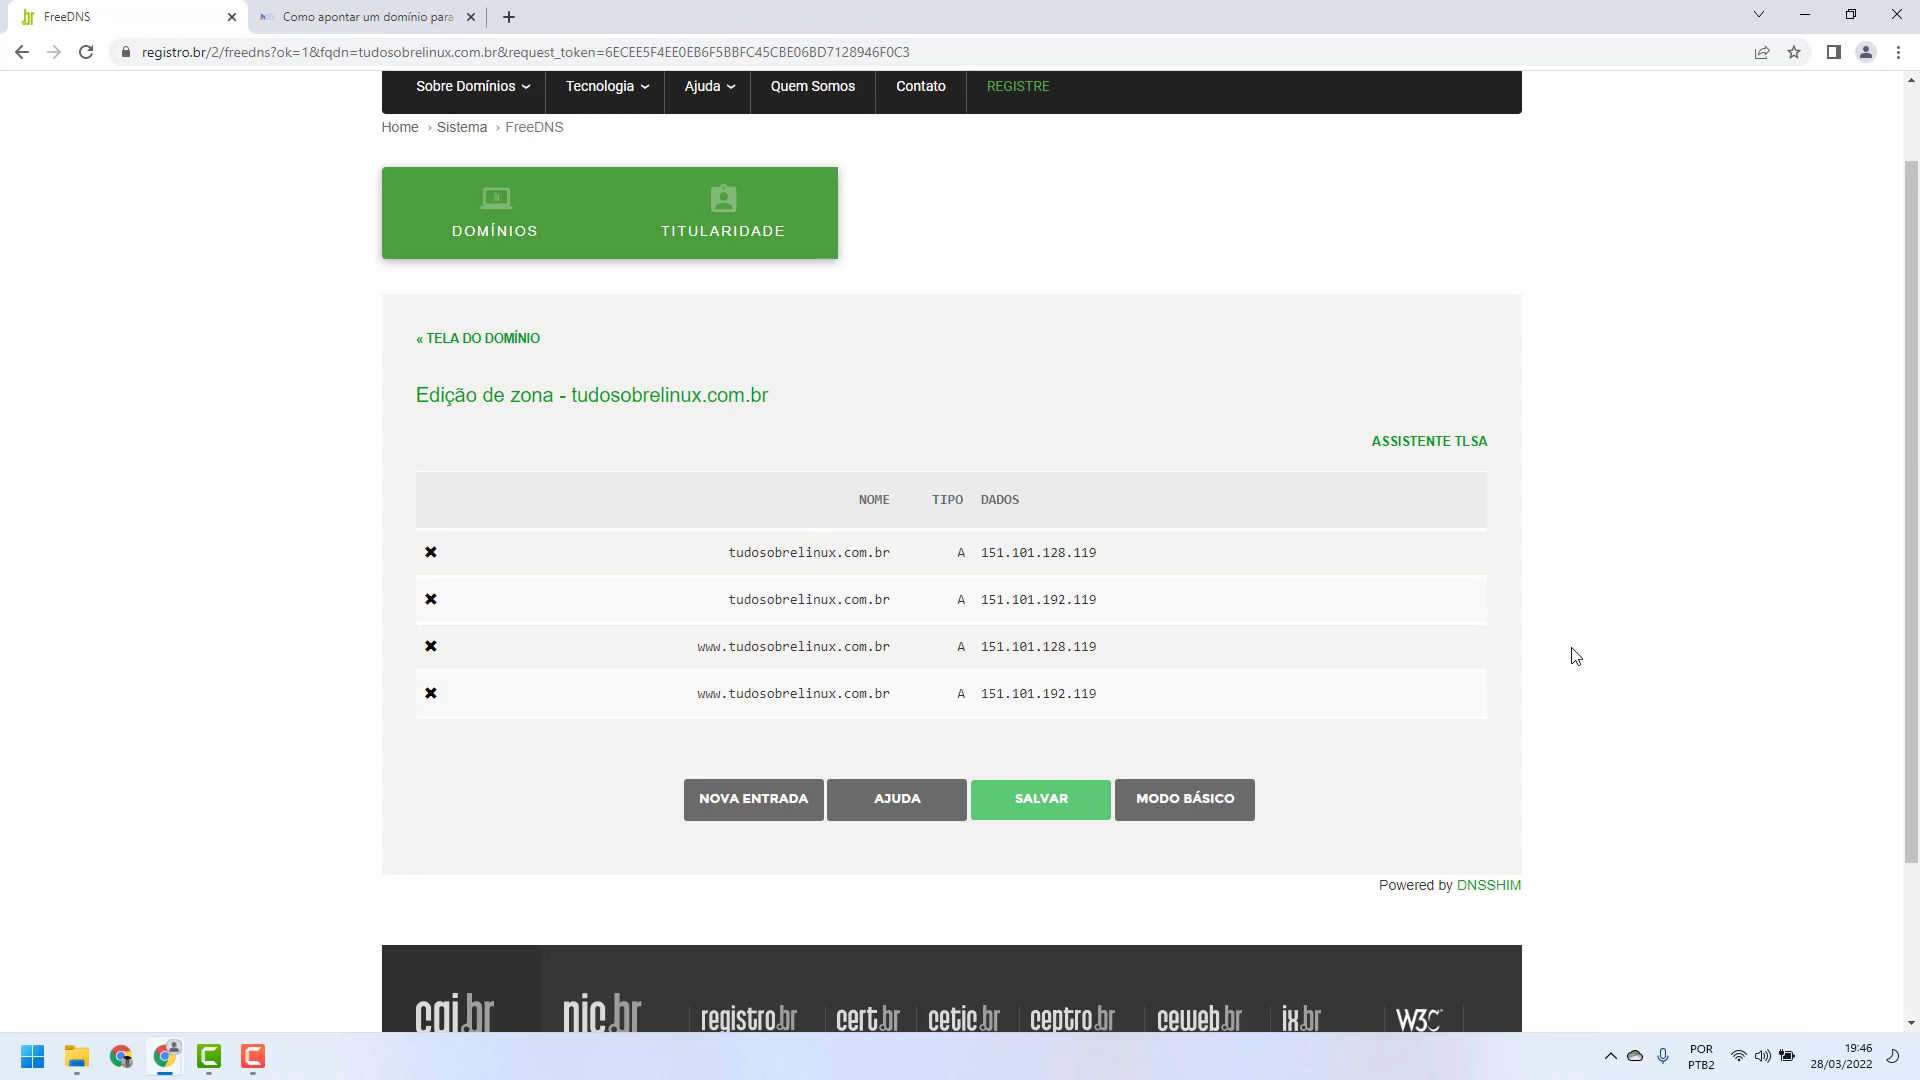 FreeDNS
Como apontar um domínio para
registro.br/2/freedns?ok=1&fqdn=tudosobrelinux.com.br&request_token=6ECEE5F4EE0EB6F5BBFC45CBE06BD7128946F0C3
Sobre Domínios
Tecnologia
Ajuda
Quem Somos
Contato
REGISTRE
Home › Sistema › FreeDNS
DOMÍNIOS
TITULARIDADE
« TELA DO DOMÍNIO
Edição de zona - tudosobrelinux.com.br
ASSISTENTE TLSA
NOME TIPO DADOS
tudosobrelinux.com.br A 151.101.128.119
tudosobrelinux.com.br A 151.101.192.119
www.tudosobrelinux.com.br A 151.101.128.119
www.tudosobrelinux.com.br A 151.101.192.119
NOVA ENTRADA
AJUDA
SALVAR
MODO BÁSICO
Powered by DNSSHIM
cgi.br
nic.br
registro.br
cert.br
cetic.br
ceptro.br
ceweb.br
ix.br
W3C
POR
PTB2
19:46
28/03/2022